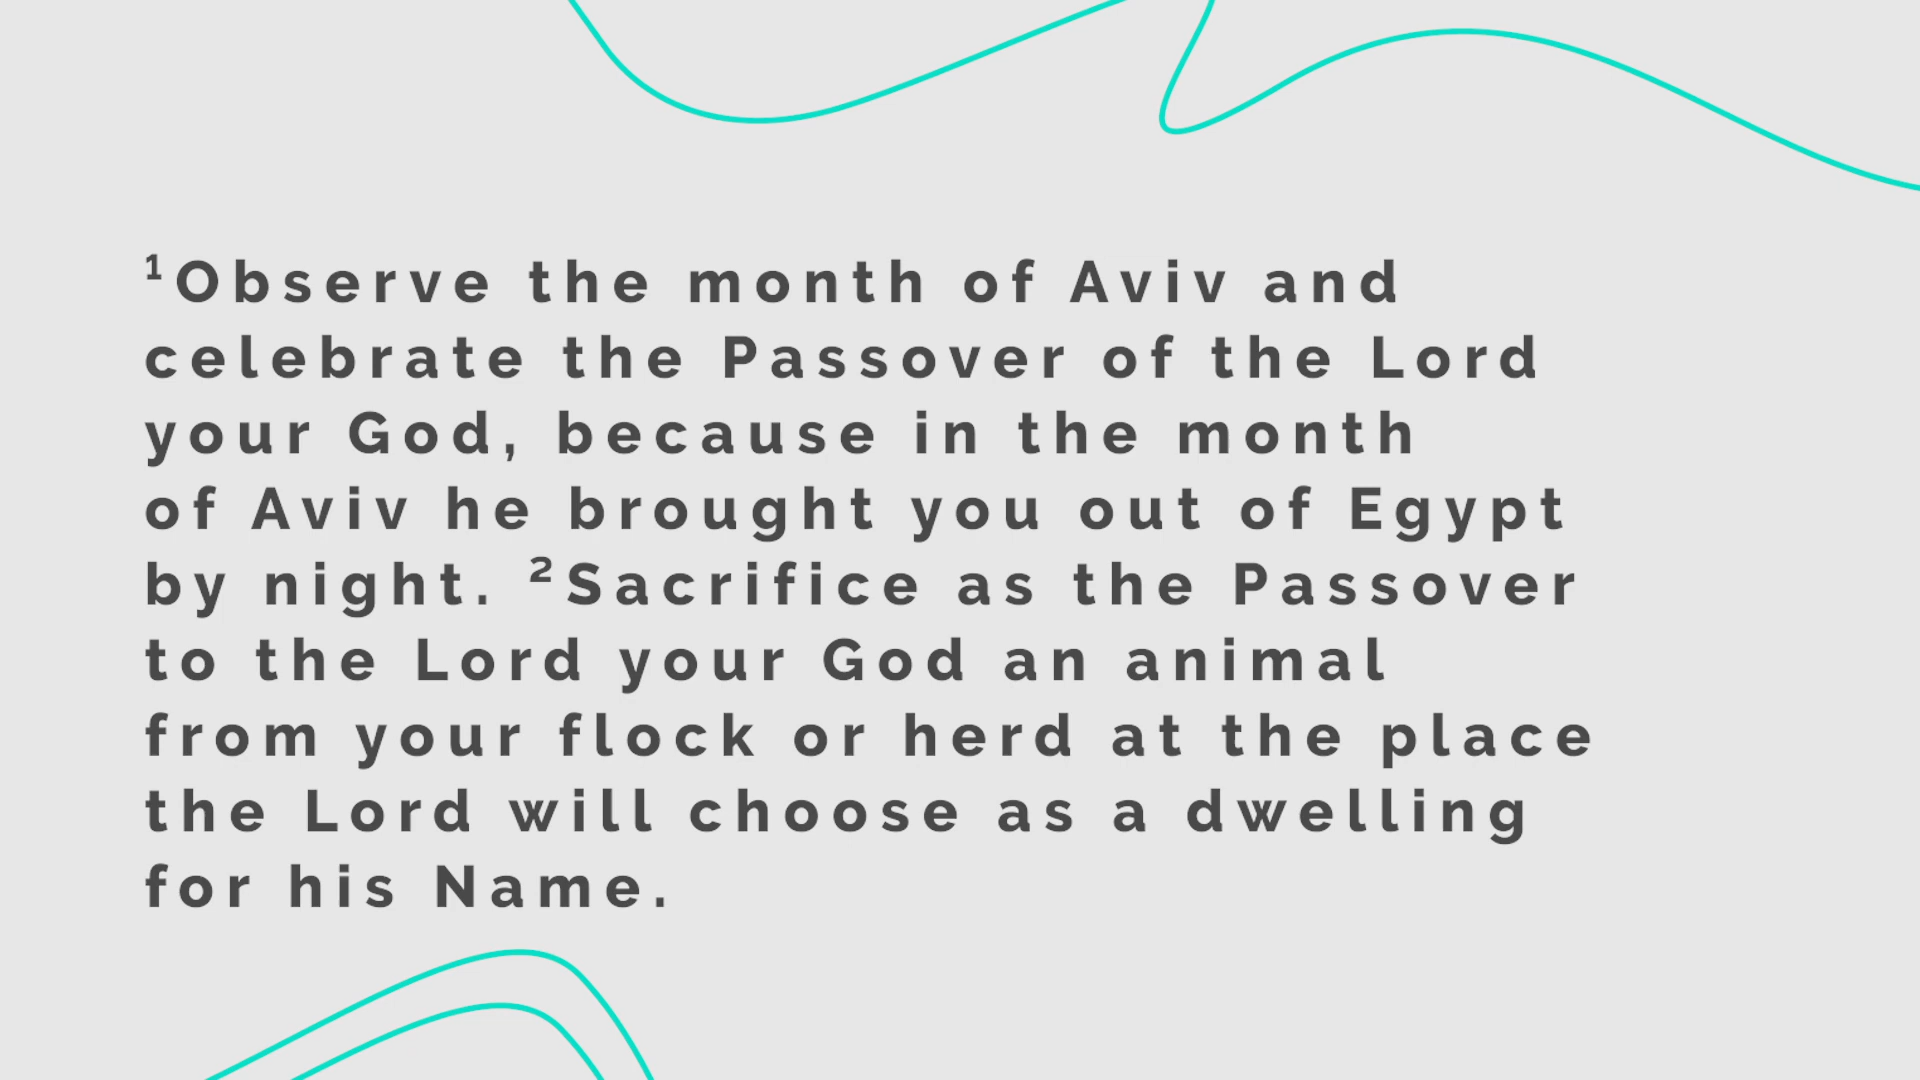 ¹Observe the month of Aviv and
celebrate the Passover of the Lord
your God, because in the month
of Aviv he brought you out of Egypt
by night. ²Sacrifice as the Passover
to the Lord your God an animal
from your flock or herd at the place
the Lord will choose as a dwelling
for his Name.